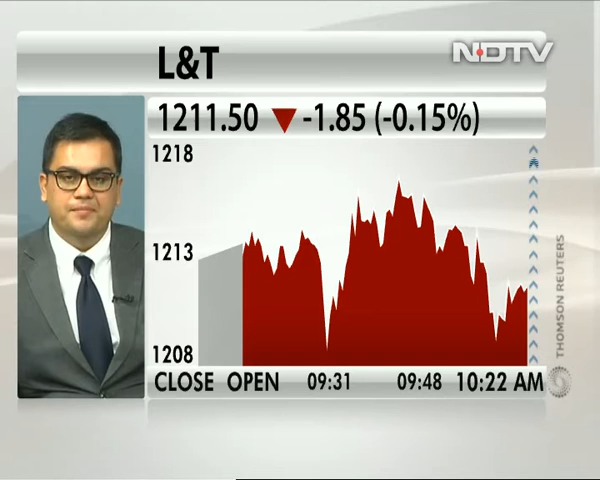 L&T
NDTV
1211.50 ▼ -1.85 (-0.15%)
1218
1213
1208
CLOSE OPEN 09:31 09:48 10:22 AM
THOMSON REUTERS